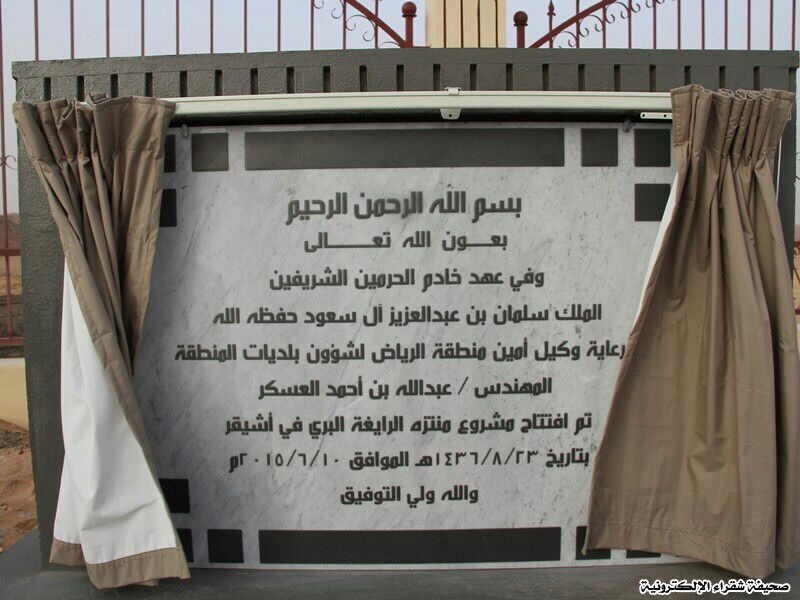 بسم الله الرحمن الرحيم
بعـــون الله تعـــــالى
وفي عهد خادم الحرمين الشريفين
الملك سلمان بن عبدالعزيز آل سعود حفظه الله
رعاية وكيل أمين منطقة الرياض لشؤون بلديات المنطقة
المهندس / عبدالله بن أحمد العسكر
تم افتتاح مشروع منتزه الرايغة البري في أشيقر
بتاريخ ١٤٣٦/٨/٢٣هـ الموافق ٢٠١٥/٦/١٠م
والله ولي التوفيق
صحيفة شقراء الإلكترونية